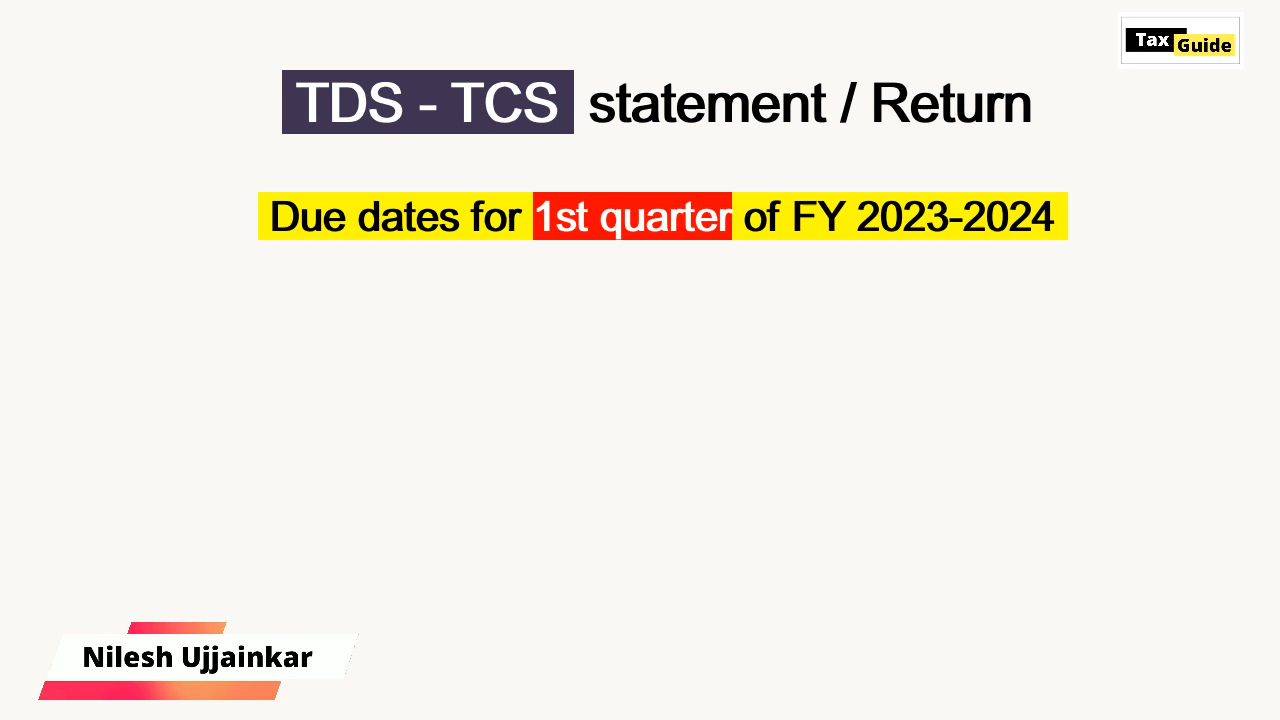 Tax Guide
TDS - TCS statement / Return
Due dates for 1st quarter of FY 2023-2024
Nilesh Ujjainkar